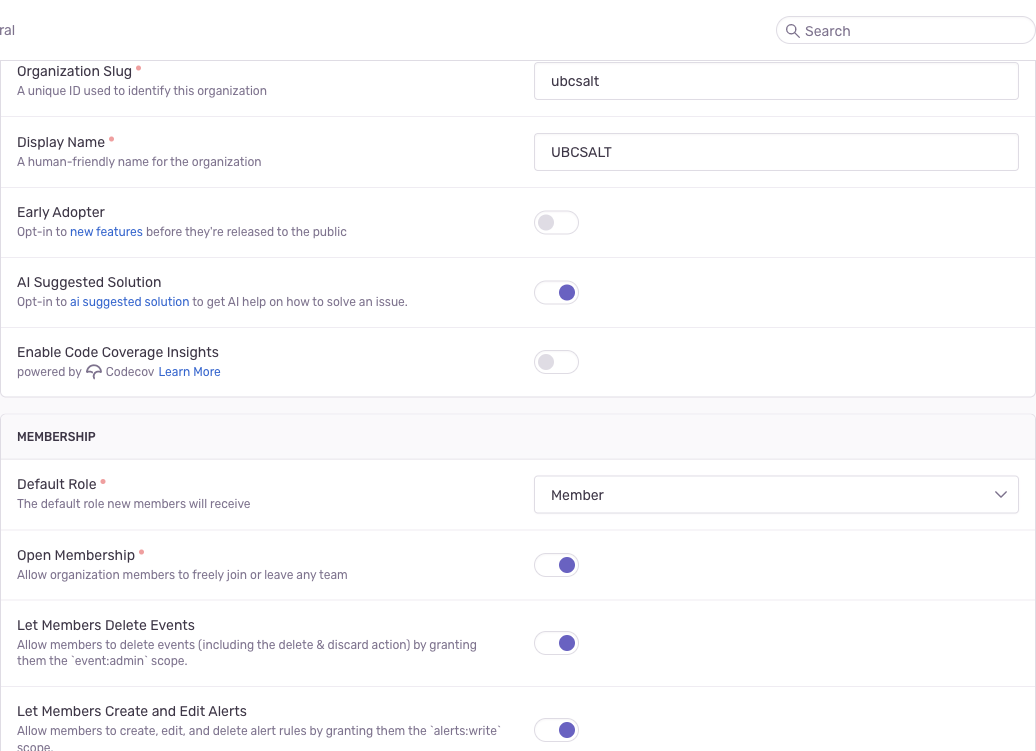 ral
Search
Organization Slug
A unique ID used to identify this organization
ubcsalt
Display Name
A human-friendly name for the organization
UBCSALT
Early Adopter
Opt-in to new features before they're released to the public
AI Suggested Solution
Opt-in to ai suggested solution to get AI help on how to solve an issue.
Enable Code Coverage Insights
powered by Codecov Learn More
MEMBERSHIP
Default Role
The default role new members will receive
Member
Open Membership
Allow organization members to freely join or leave any team
Let Members Delete Events
Allow members to delete events (including the delete & discard action) by granting
them the `event:admin` scope.
Let Members Create and Edit Alerts
Allow members to create, edit, and delete alert rules by granting them the `alerts:write`
scope.